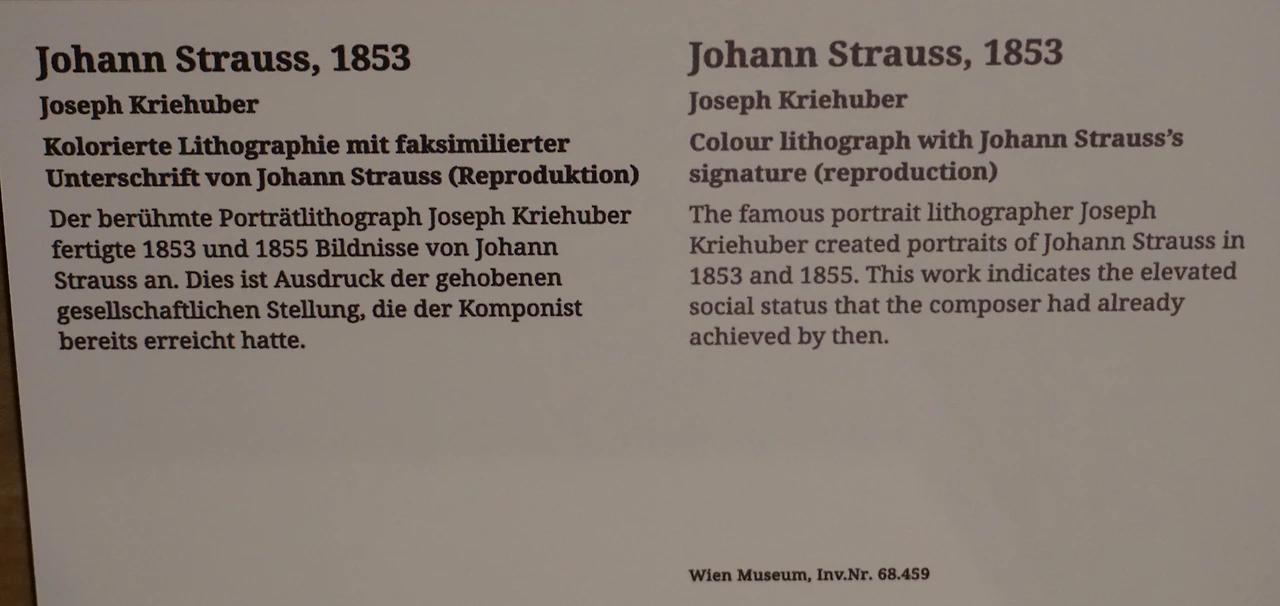 Johann Strauss, 1853
Joseph Kriehuber
Kolorierte Lithographie mit faksimilierter
Unterschrift von Johann Strauss (Reproduktion)
Der berühmte Porträtlithograph Joseph Kriehuber
fertigte 1853 und 1855 Bildnisse von Johann
Strauss an. Dies ist Ausdruck der gehobenen
gesellschaftlichen Stellung, die der Komponist
bereits erreicht hatte.
Johann Strauss, 1853
Joseph Kriehuber
Colour lithograph with Johann Strauss’s
signature (reproduction)
The famous portrait lithographer Joseph
Kriehuber created portraits of Johann Strauss in
1853 and 1855. This work indicates the elevated
social status that the composer had already
achieved by then.
Wien Museum, Inv.Nr. 68.459